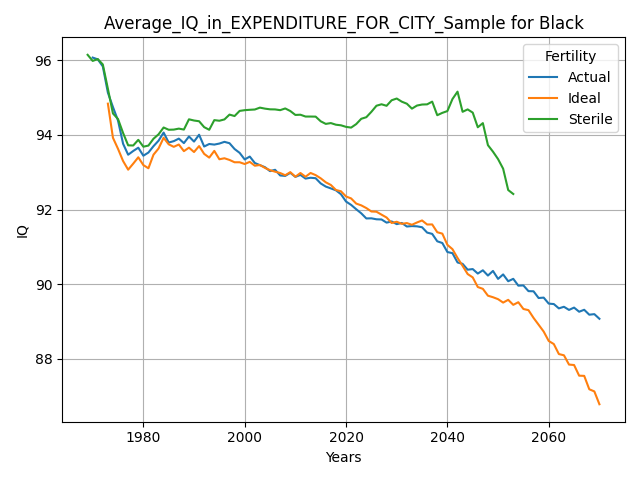 Average_IQ_in_EXPENDITURE_FOR_CITY_Sample for Black
Fertility
Actual
Ideal
Sterile
IQ
96
94
92
90
88
1980
2000
2020
2040
2060
Years